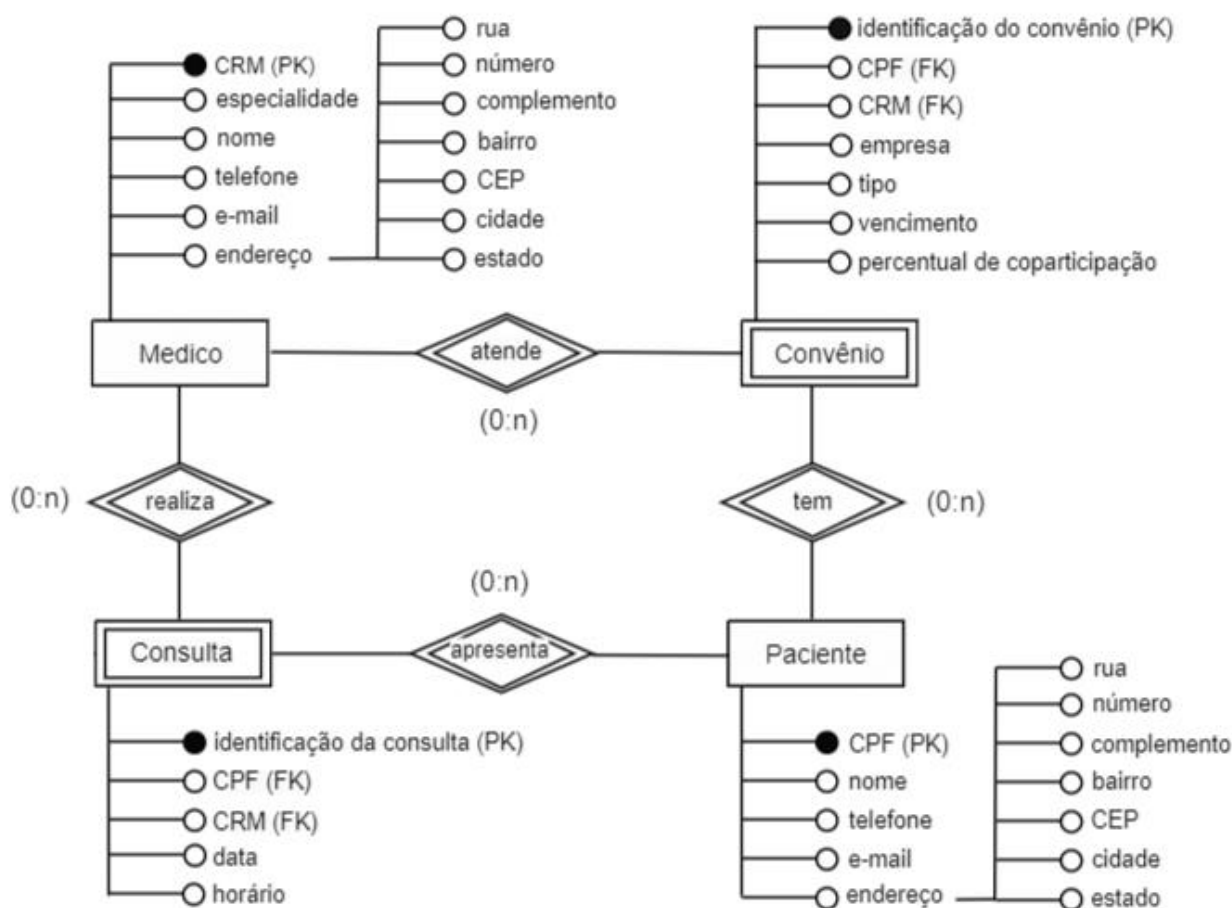 CRM (PK)
especialidade
nome
telefone
e-mail
endereço
rua
número
complemento
bairro
CEP
cidade
estado
identificação do convênio (PK)
CPF (FK)
CRM (FK)
empresa
tipo
vencimento
percentual de coparticipação
Medico
atende
(0:n)
Convênio
(0:n)
realiza
tem
(0:n)
Consulta
(0:n)
apresenta
Paciente
identificação da consulta (PK)
CPF (FK)
CRM (FK)
data
horário
CPF (PK)
nome
telefone
e-mail
endereço
rua
número
complemento
bairro
CEP
cidade
estado